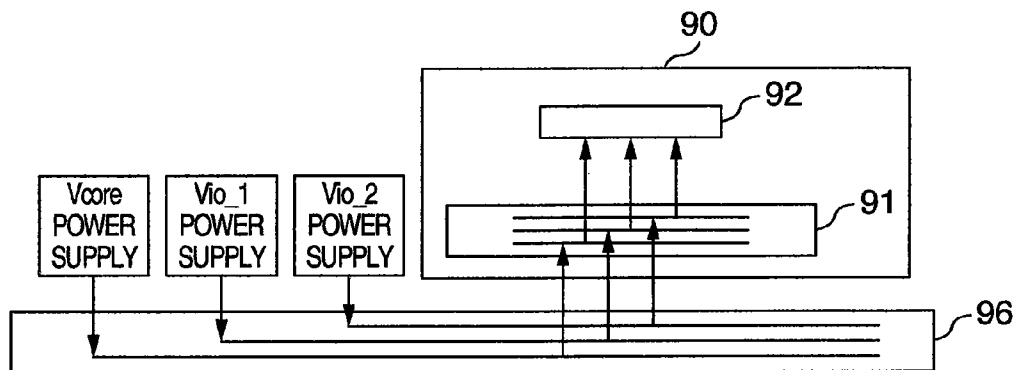 90
92
Vcore
POWER
SUPPLY
Vio_1
POWER
SUPPLY
Vio_2
POWER
SUPPLY
91
96